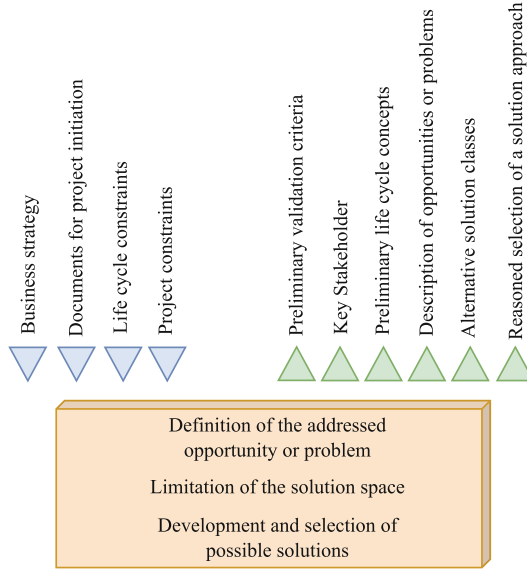 Business strategy
Documents for project initiation
Life cycle constraints
Project constraints
Preliminary validation criteria
Key Stakeholder
Preliminary life cycle concepts
Description of opportunities or problems
Alternative solution classes
Reasoned selection of a solution approach
Definition of the addressed
opportunity or problem
Limitation of the solution space
Development and selection of
possible solutions